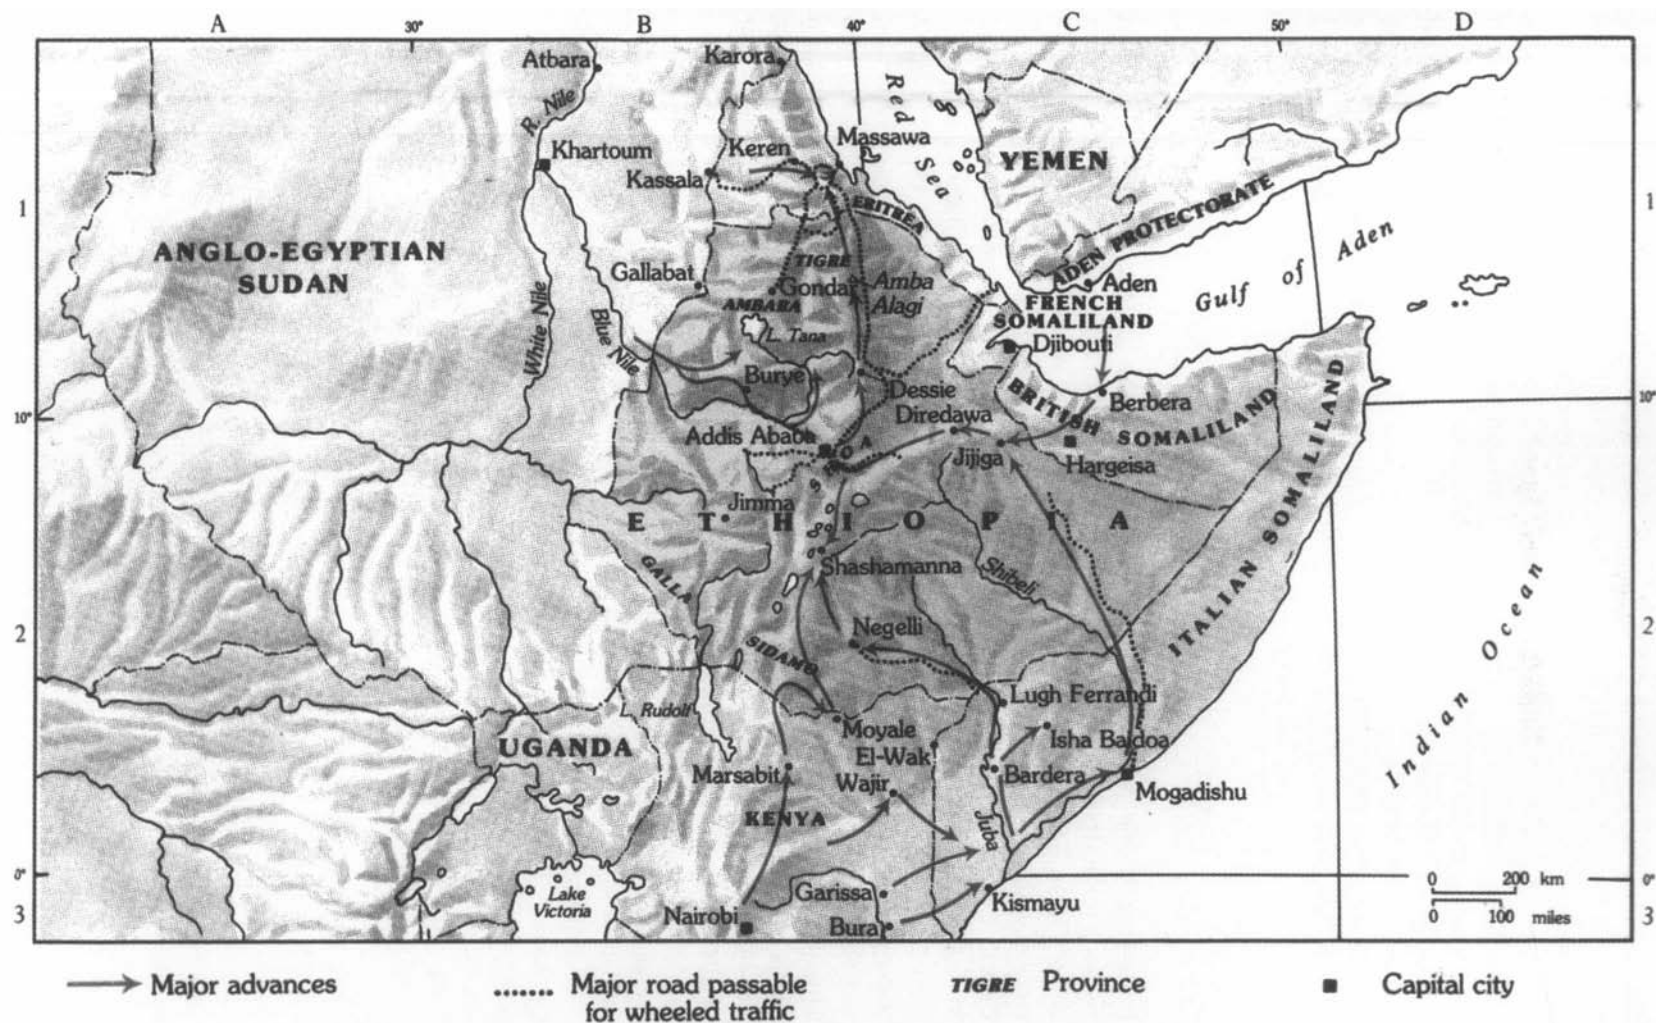 A
30°
B
40°
C
50°
D
Atbara
Karora
R. Nile
Red Sea
Khartoum
Keren
Massawa
YEMEN
Kassala
1
1
ERITREA
ADEN PROTECTORATE
ANGLO-EGYPTIAN
SUDAN
TIGRE
Gulf of Aden
Gallabat
Gondar
Amba
Alagi
Aden
AMBARA
FRENCH
SOMALILAND
White Nile
Blue Nile
L. Tana
Djibouti
Burye
Dessie
Berbera
10°
10°
Diredawa
BRITISH SOMALILAND
Addis Ababa
SHOA
Jijiga
Hargeisa
Jimma
ETHIOPIA
ITALIAN SOMALILAND
GALLA
Shashamanna
Shibeli
2
2
Negelli
SIDAMO
Indian Ocean
Lugh Ferrandi
L. Rudolf
Moyale
Isha Baidoa
UGANDA
El-Wak
Marsabit
Wajir
Bardera
Mogadishu
KENYA
Juba
0°
0°
0 200 km
Lake
Victoria
Garissa
Kismayu
0 100 miles
3
3
Nairobi
Bura
Major advances
Major road passable
for wheeled traffic
TIGRE Province
Capital city